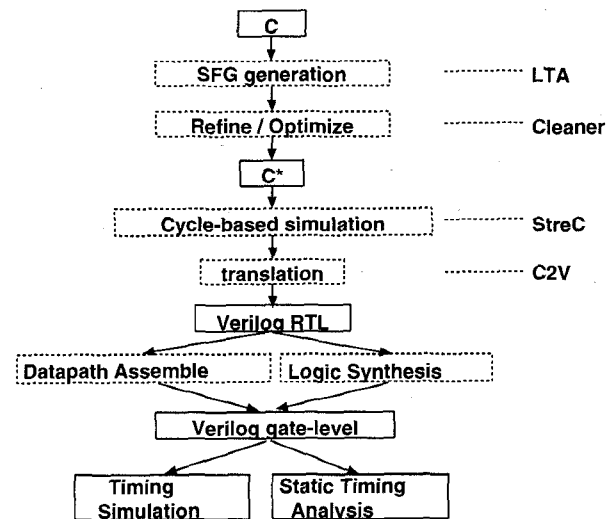 C
SFG generation
LTA
Refine / Optimize
Cleaner
C*
Cycle-based simulation
StreC
translation
C2V
Verilog RTL
Datapath Assemble
Logic Synthesis
Verilog gate-level
Timing
Simulation
Static Timing
Analysis